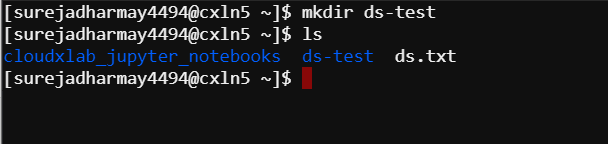 [surejadharmay4494@cxln5 ~]$ mkdir ds-test
[surejadharmay4494@cxln5 ~]$ ls
cloudxlab_jupyter_notebooks  ds-test  ds.txt
[surejadharmay4494@cxln5 ~]$